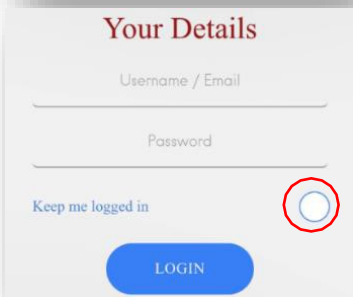 Your Details
Username / Email
Password
Keep me logged in
LOGIN